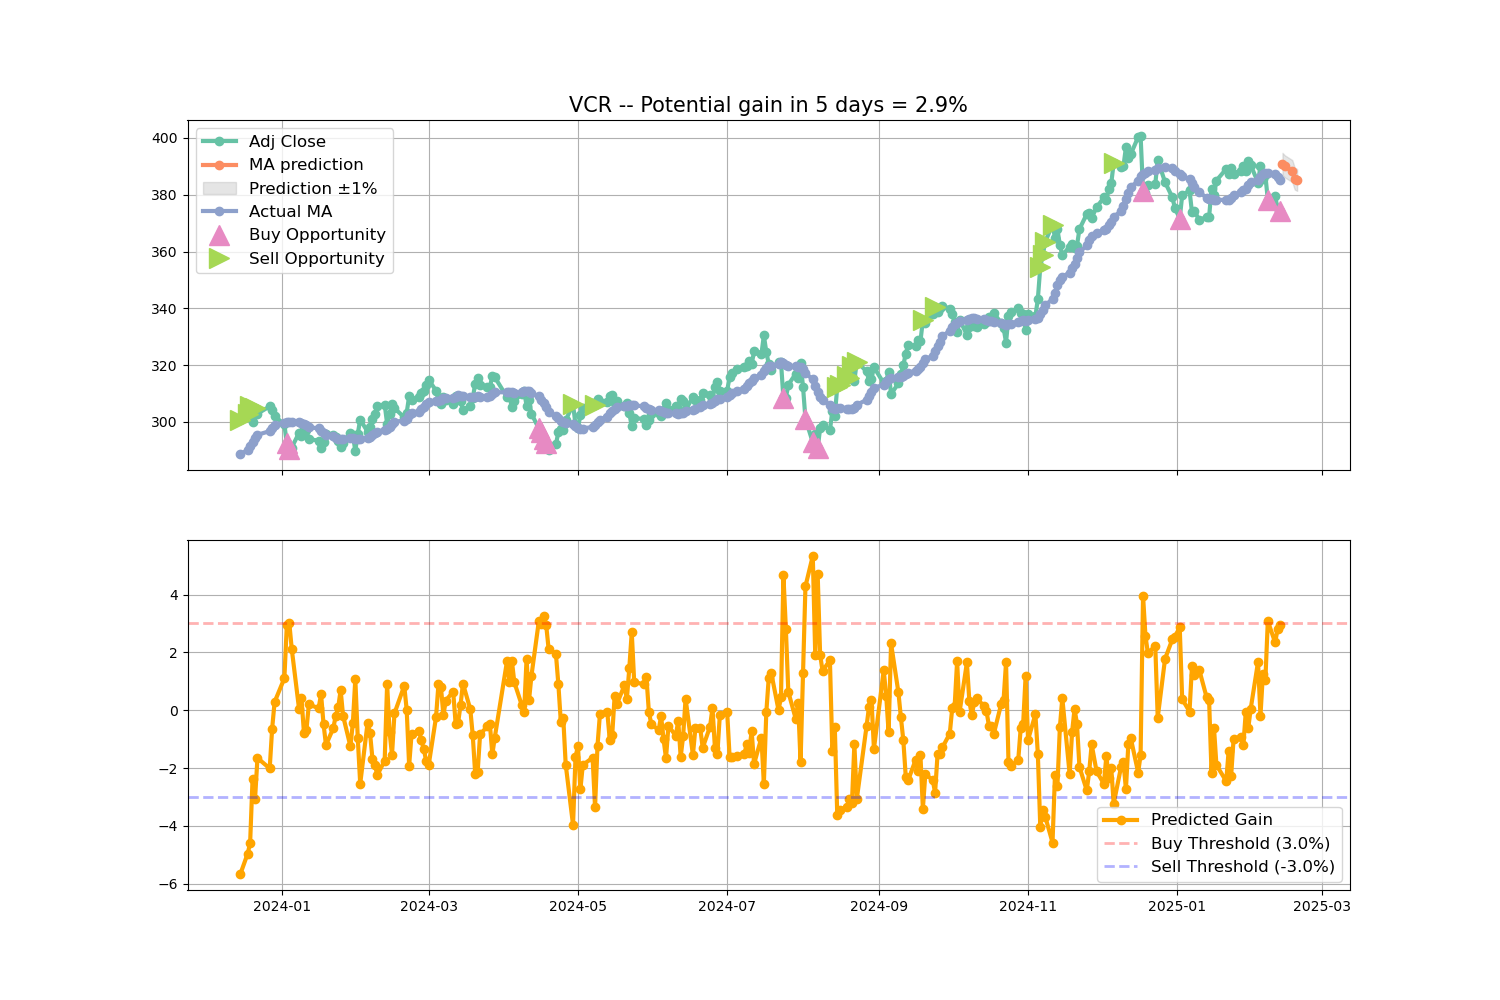 VCR -- Potential gain in 5 days = 2.9%
400
380
360
340
320
300
Adj Close
MA prediction
Prediction ±1%
Actual MA
Buy Opportunity
Sell Opportunity
4
2
0
−2
−4
−6
Predicted Gain
Buy Threshold (3.0%)
Sell Threshold (-3.0%)
2024-01 2024-03 2024-05 2024-07 2024-09 2024-11 2025-01 2025-03